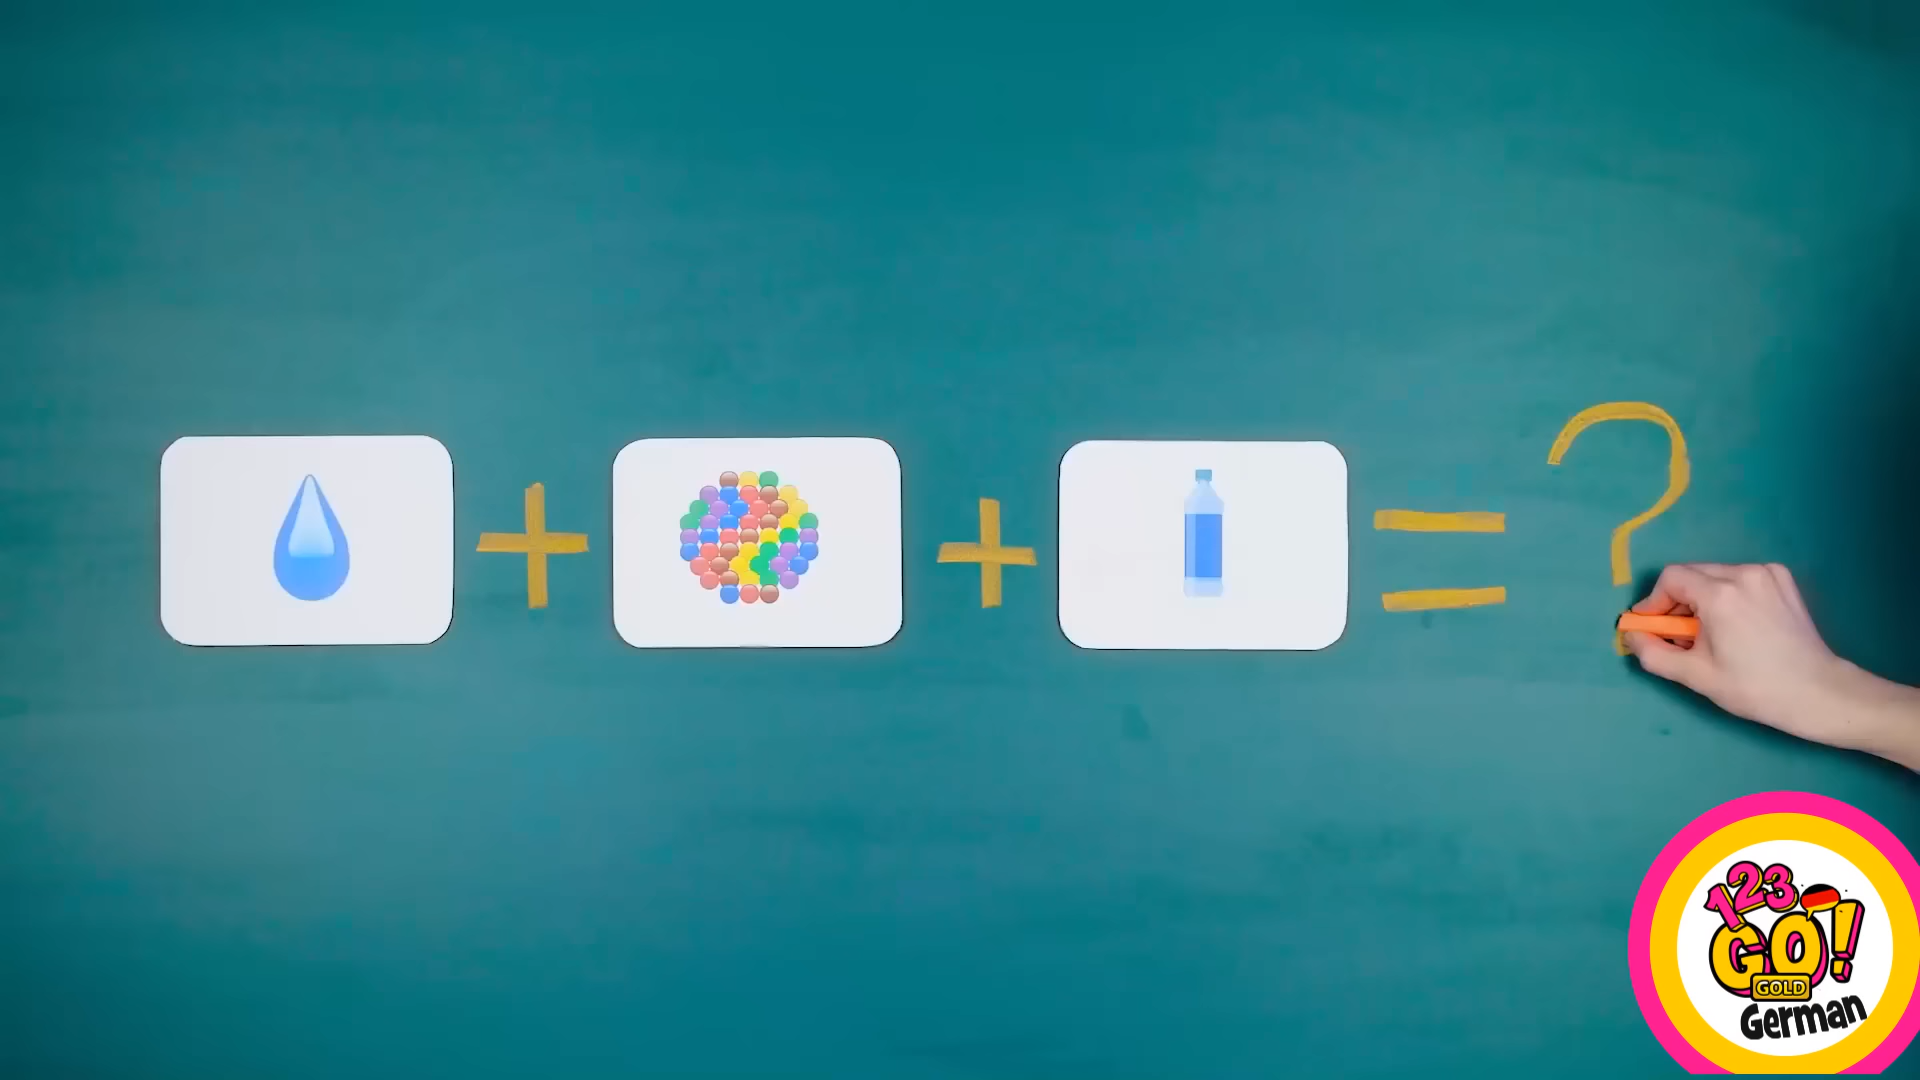 + + = ?
123
GO!
GOLD
German